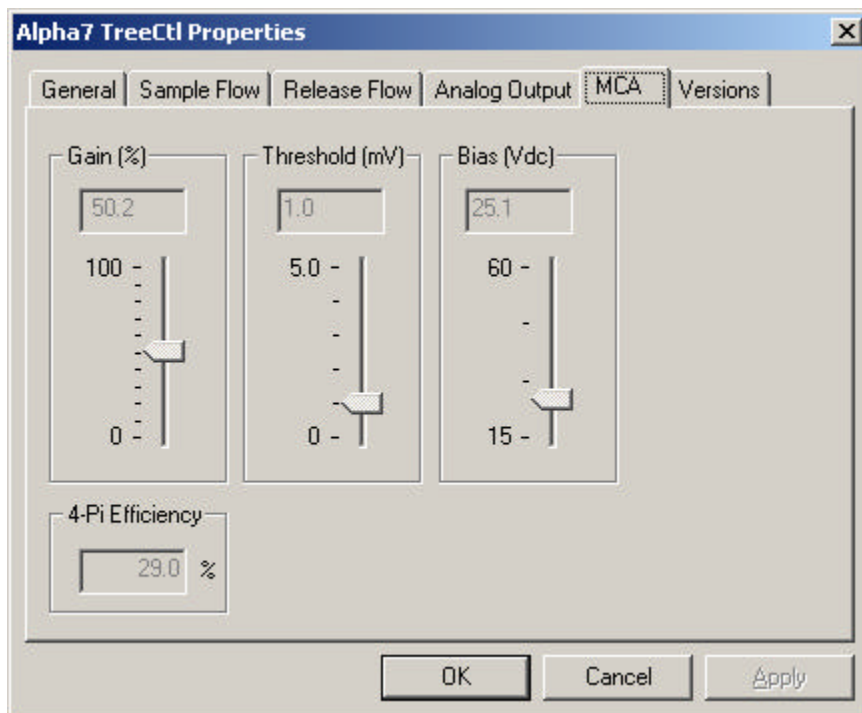 Alpha7 TreeCtl Properties
General Sample Flow Release Flow Analog Output MCA Versions
Gain (%) Threshold (mV) Bias (Vdc)
50.2 1.0 25.1
100 5.0 60
0 0 15
4-Pi Efficiency
29.0 %
OK Cancel Apply